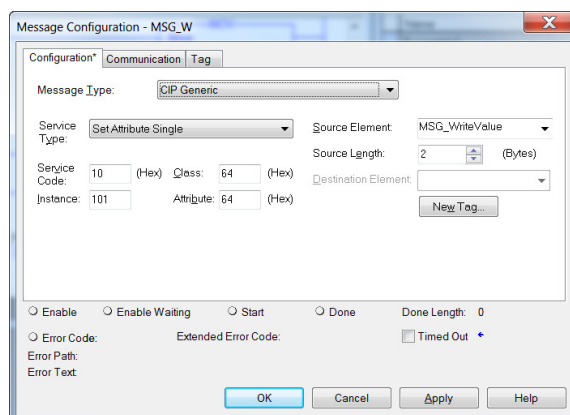 Message Configuration - MSG_W
Configuration* Communication Tag
Message Type: CIP Generic
Service Type: Set Attribute Single
Source Element: MSG_WriteValue
Source Length: 2 (Bytes)
Service Code: 10 (Hex) Class: 64 (Hex)
Destination Element:
Instance: 101 Attribute: 64 (Hex)
New Tag...
Enable Enable Waiting Start Done Done Length: 0
Error Code: Extended Error Code: Timed Out
Error Path:
Error Text:
OK Cancel Apply Help